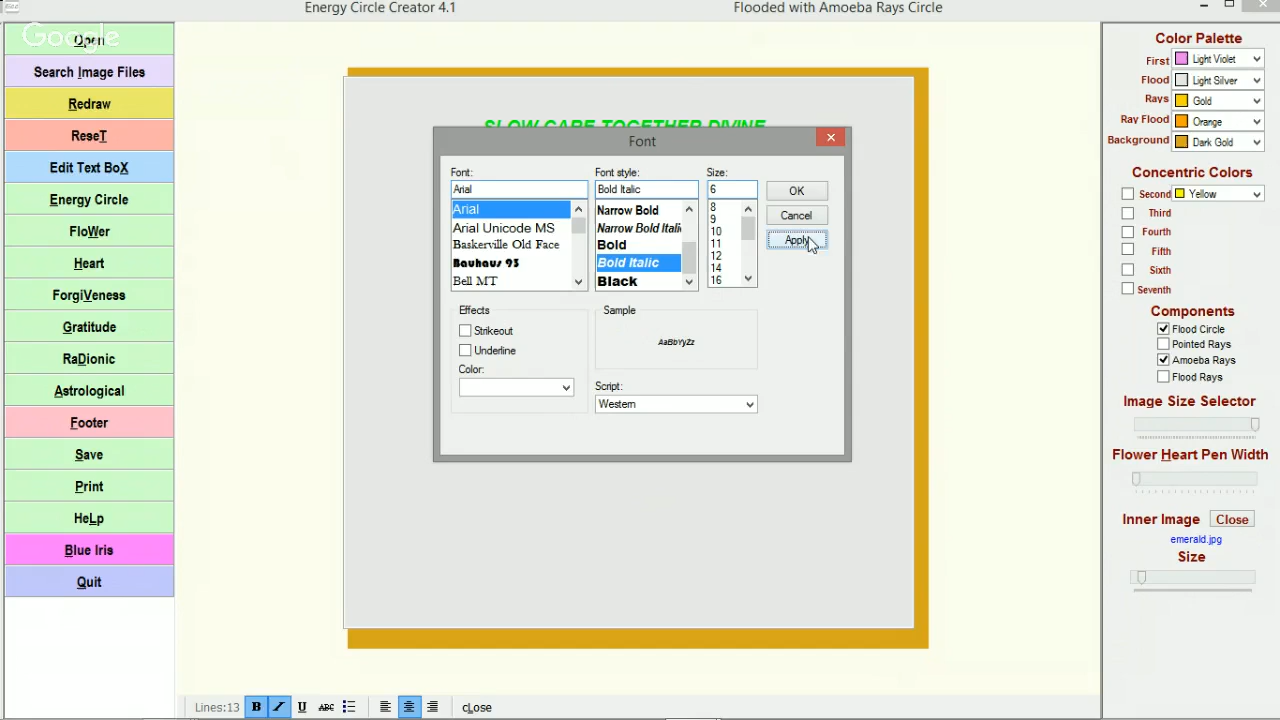 Energy Circle Creator 4.1
Flooded with Amoeba Rays Circle
Google
Open
Search Image Files
Redraw
ReseT
Edit Text BoX
Energy Circle
FloWer
Heart
ForgiVeness
Gratitude
RaDionic
Astrological
Footer
Save
Print
HeLp
Blue Iris
Quit
SLOW CARE TOGETHER DIVINE
Font
Font:
Font style:
Size:
Arial
Bold Italic
6
OK
Cancel
Apply
Arial
Arial Unicode MS
Baskerville Old Face
Bauhaus 93
Bell MT
Narrow Bold
Narrow Bold Itali
Bold
Bold Italic
Black
8
9
10
11
12
14
16
Effects
Strikeout
Underline
Color:
Sample
AaBbYyZz
Script:
Western
Lines:13
B
I
U
ABC
cLose
Color Palette
First Light Violet
Flood Light Silver
Rays Gold
Ray Flood Orange
Background Dark Gold
Concentric Colors
Second Yellow
Third
Fourth
Fifth
Sixth
Seventh
Components
Flood Circle
Pointed Rays
Amoeba Rays
Flood Rays
Image Size Selector
Flower Heart Pen Width
Inner Image Close
emerald.jpg
Size